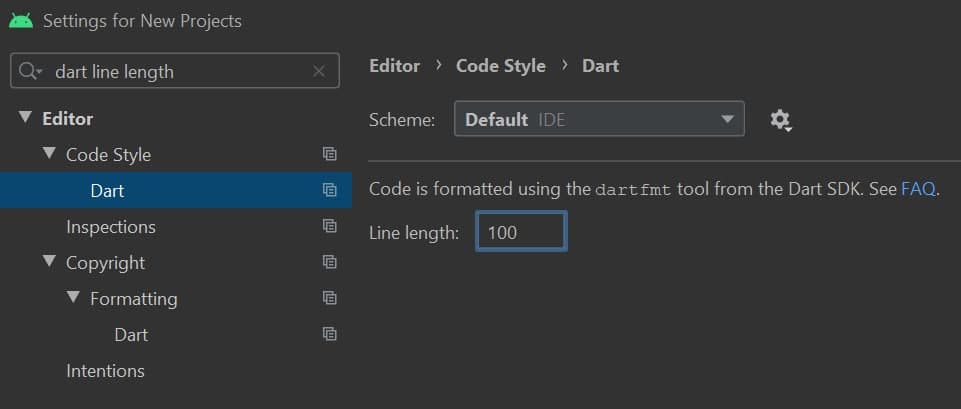 Settings for New Projects
dart line length
Editor
Code Style
Dart
Inspections
Copyright
Formatting
Dart
Intentions
Editor › Code Style › Dart
Scheme: Default IDE
Code is formatted using the dartfmt tool from the Dart SDK. See FAQ.
Line length: 100